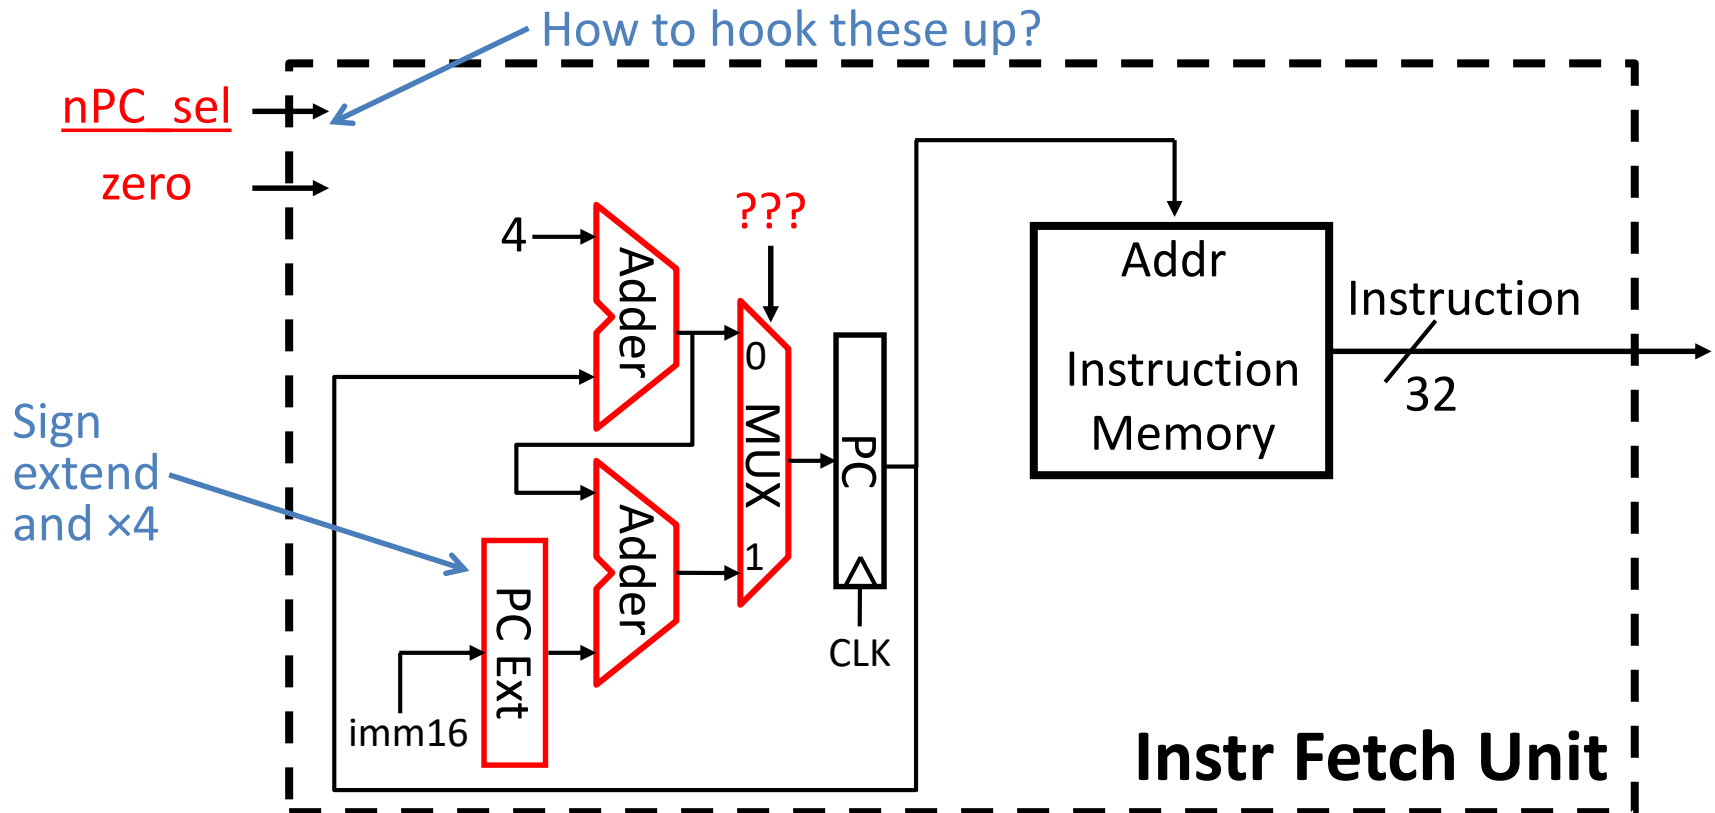 How to hook these up?
nPC_sel
zero
???
4
Adder
0
MUX
1
PC
CLK
Addr
Instruction
Memory
Instruction
32
Sign
extend
and ×4
Adder
PC Ext
imm16
Instr Fetch Unit